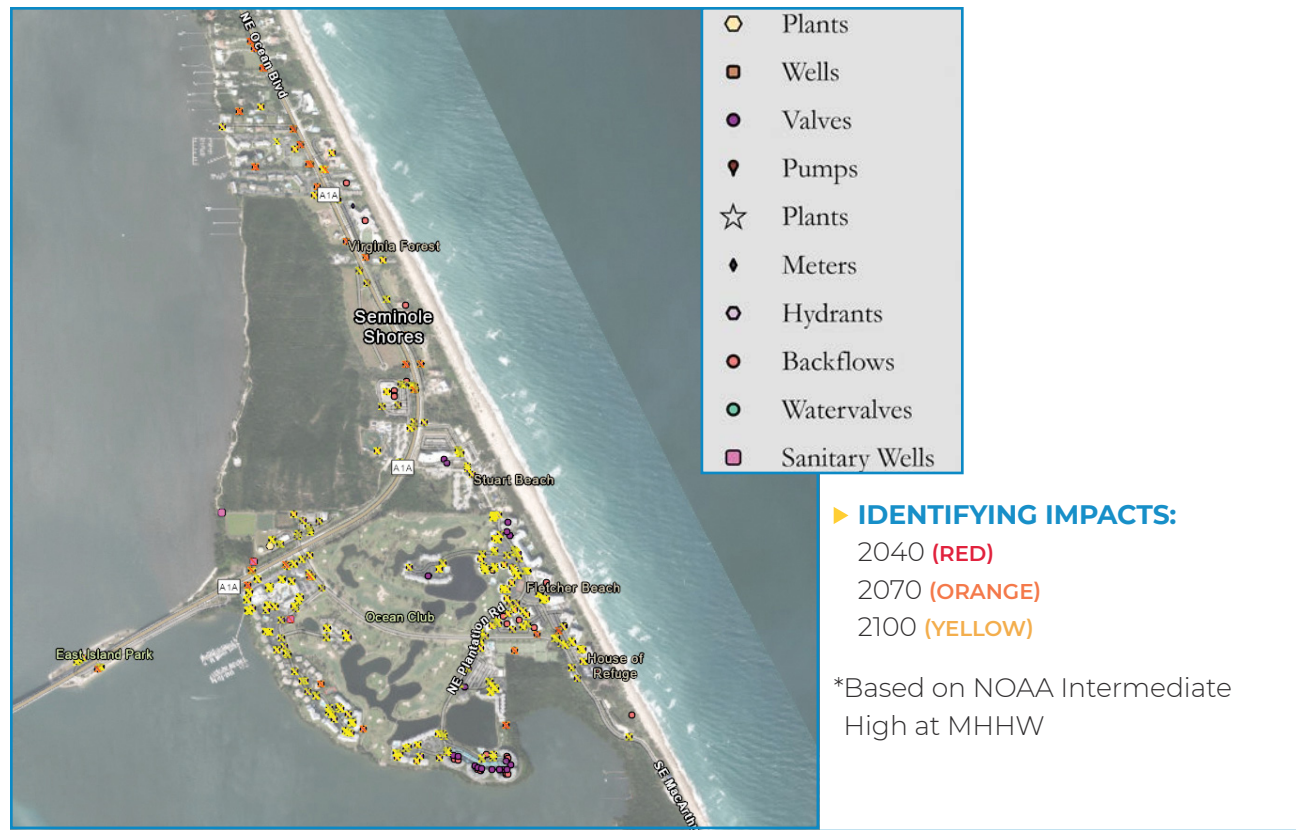 NE Ocean Blvd
A1A
Virginia Forest
Seminole
Shores
A1A
Stuart Beach
A1A
Fletcher Beach
Ocean Club
NE Plantation Rd
East Island Park
House of
Refuge
SE MacArth
Plants
Wells
Valves
Pumps
Plants
Meters
Hydrants
Backflows
Watervalves
Sanitary Wells
IDENTIFYING IMPACTS:
2040 (RED)
2070 (ORANGE)
2100 (YELLOW)
*Based on NOAA Intermediate
High at MHHW